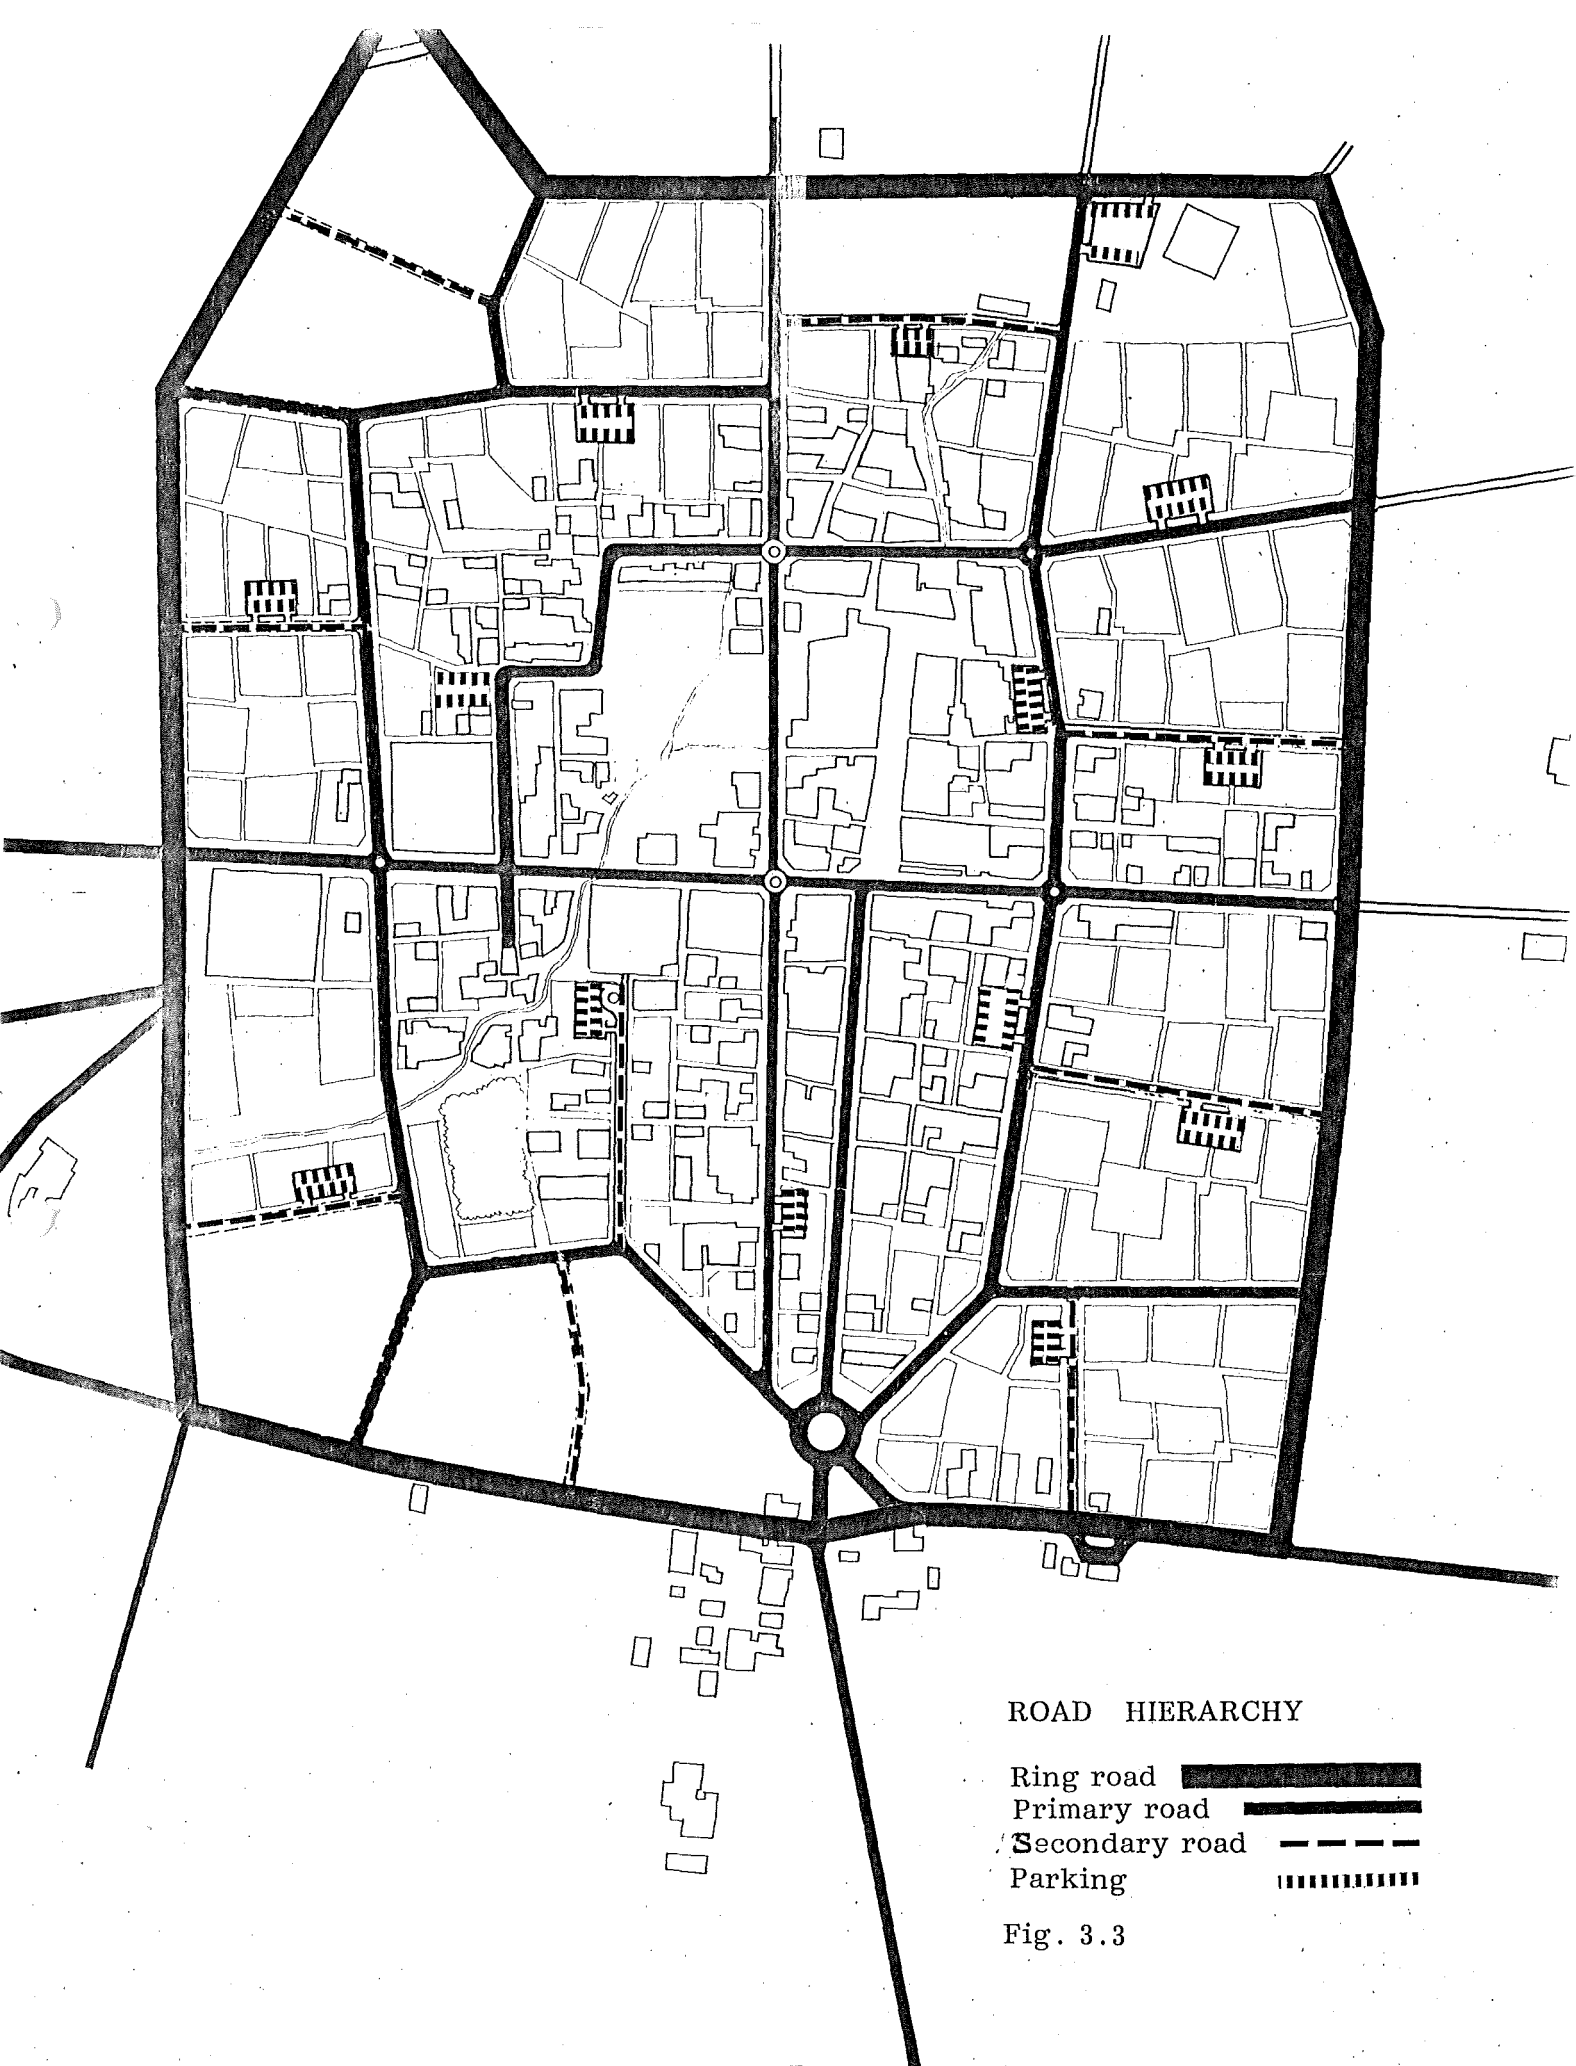 ROAD HIERARCHY
Ring road
Primary road
Secondary road
Parking
Fig. 3.3